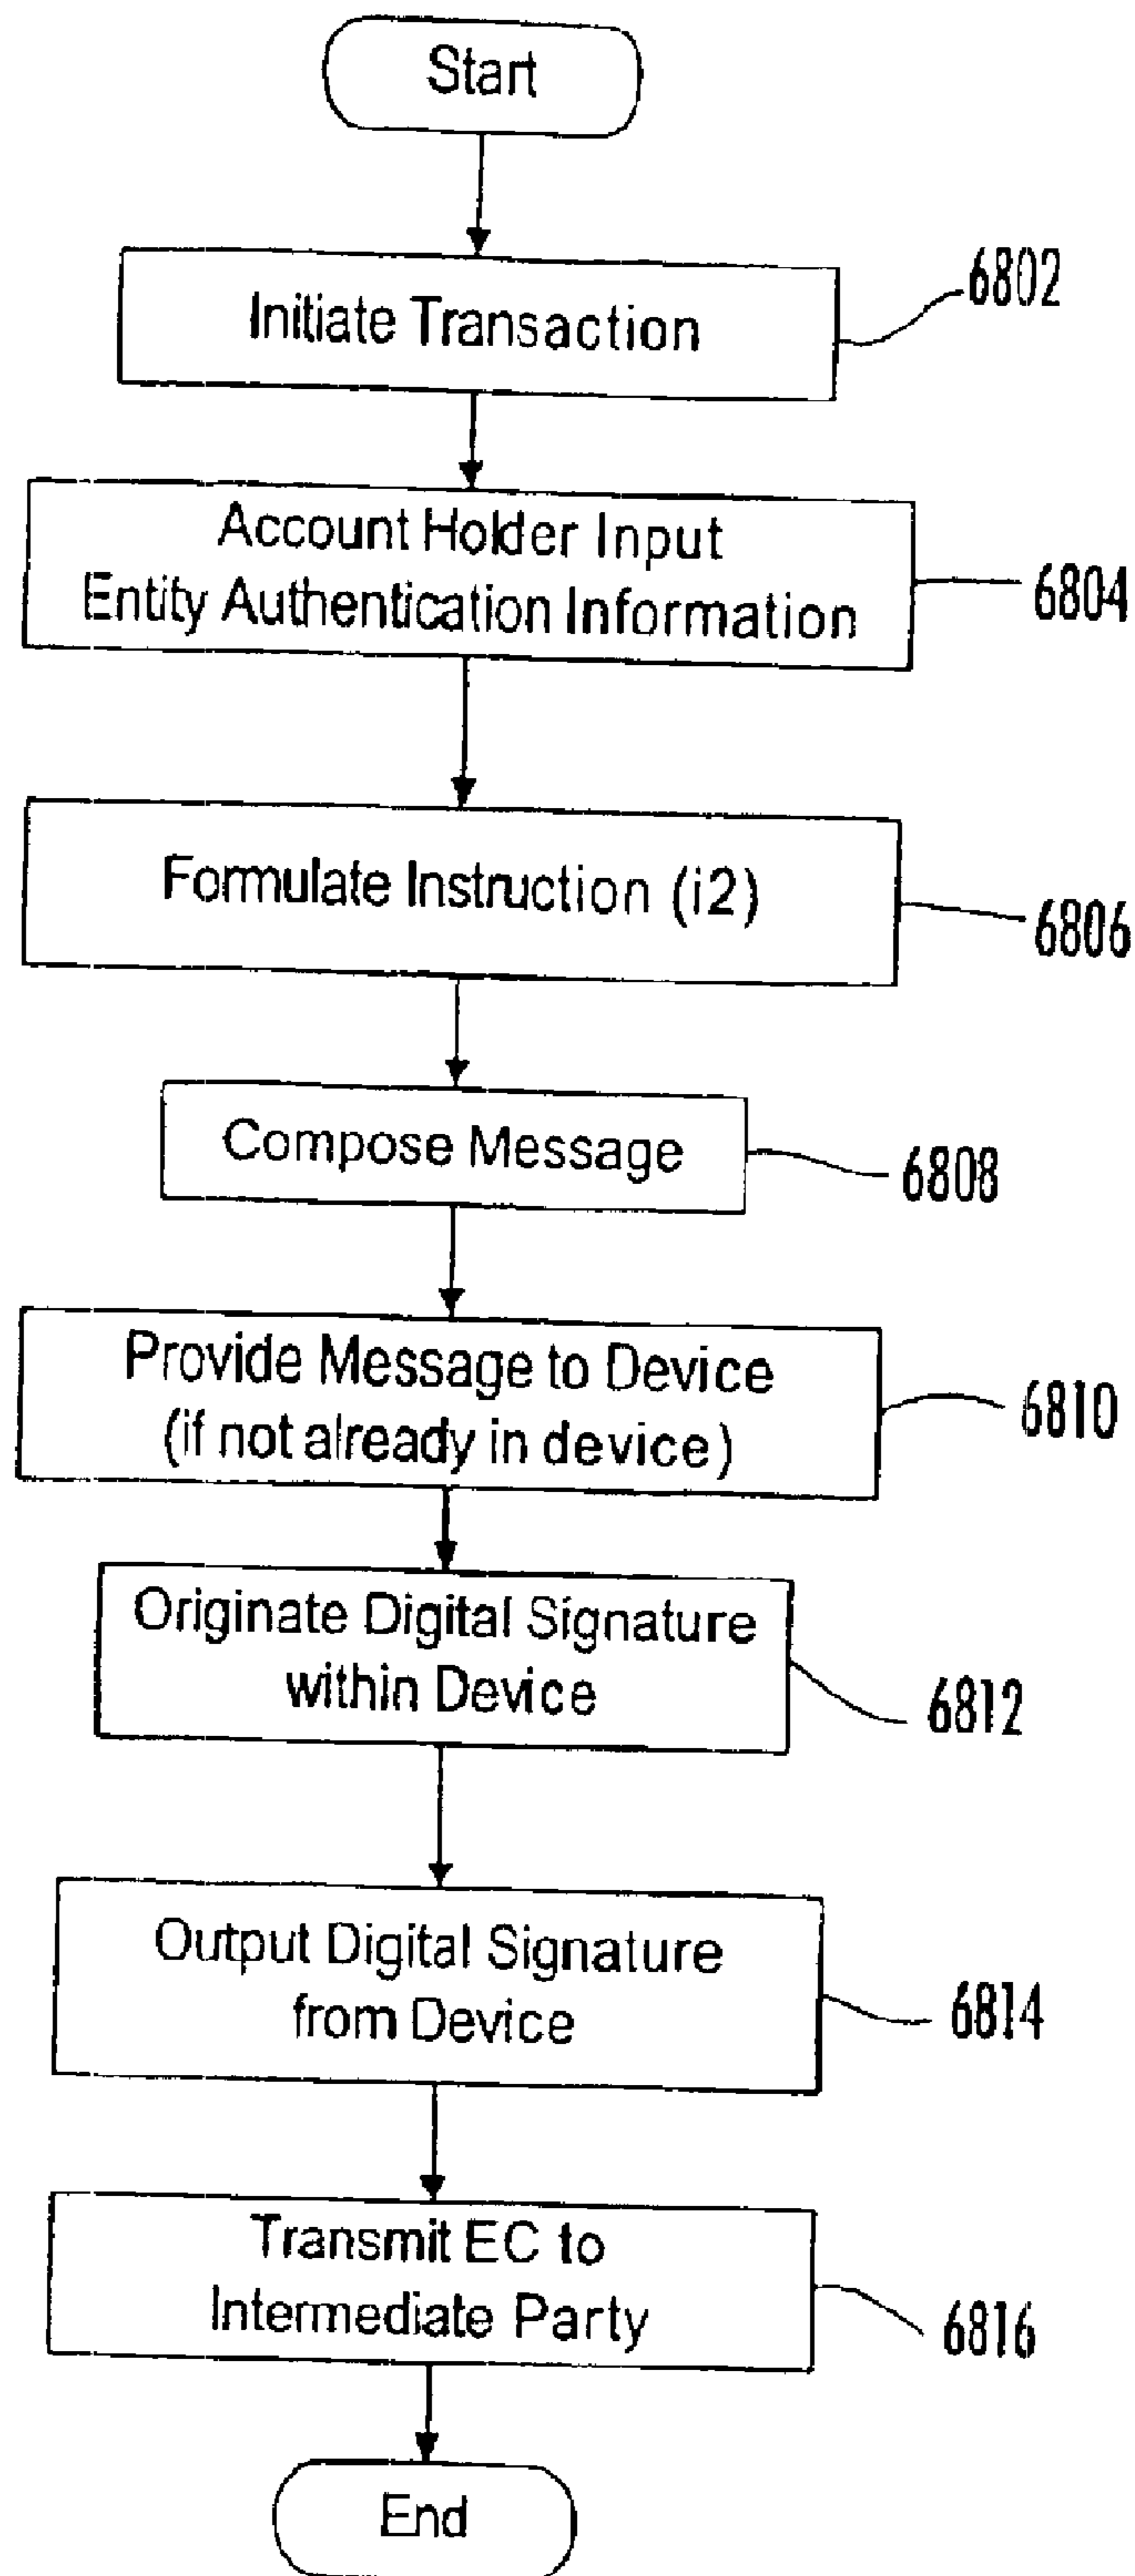 Start
Initiate Transaction
6802
Account Holder Input
Entity Authentication Information
6804
Formulate Instruction (i2)
6806
Compose Message
6808
Provide Message to Device
(if not already in device)
6810
Originate Digital Signature
within Device
6812
Output Digital Signature
from Device
6814
Transmit EC to
Intermediate Party
6816
End